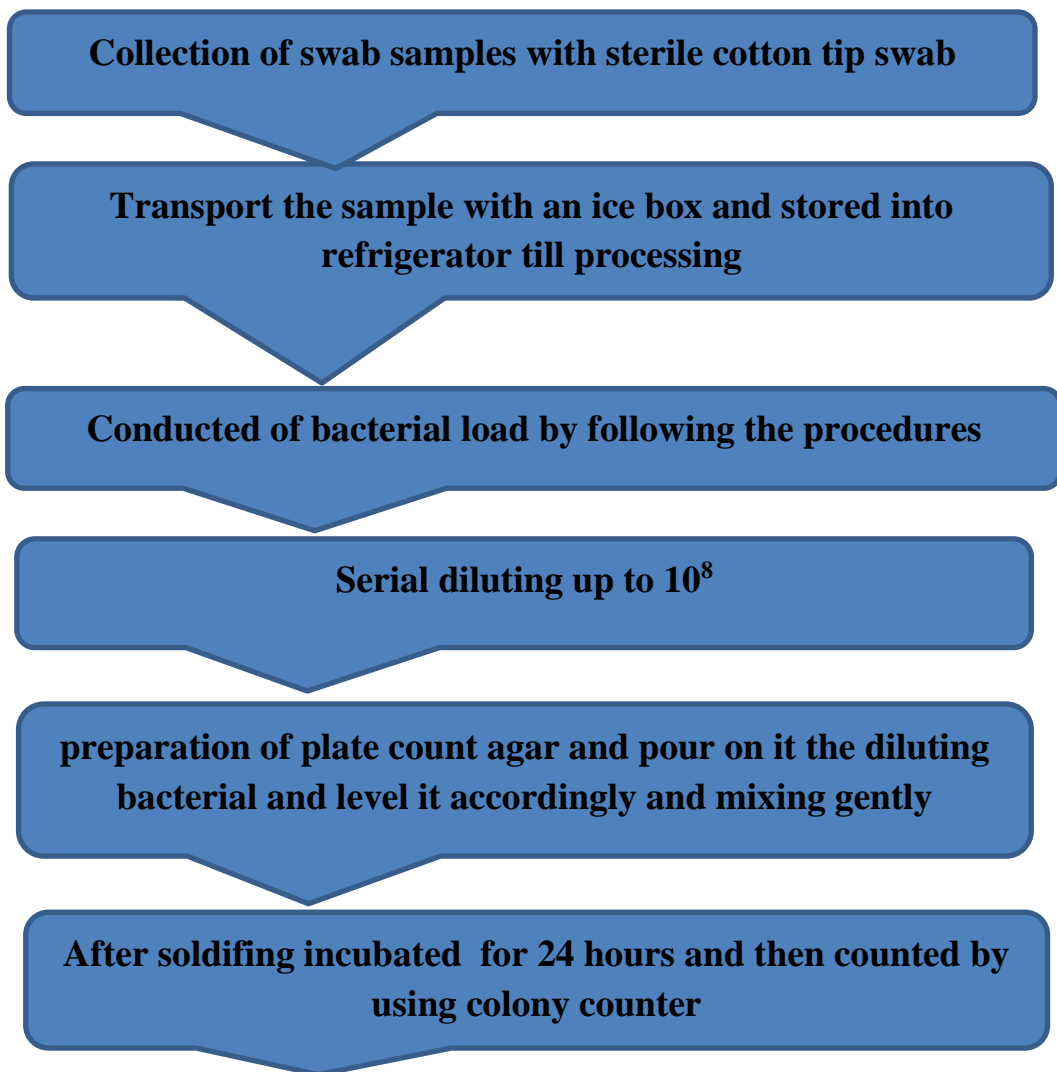 Collection of swab samples with sterile cotton tip swab
Transport the sample with an ice box and stored into
refrigerator till processing
Conducted of bacterial load by following the procedures
Serial diluting up to 10⁸
preparation of plate count agar and pour on it the diluting
bacterial and level it accordingly and mixing gently
After soldifing incubated  for 24 hours and then counted by
using colony counter